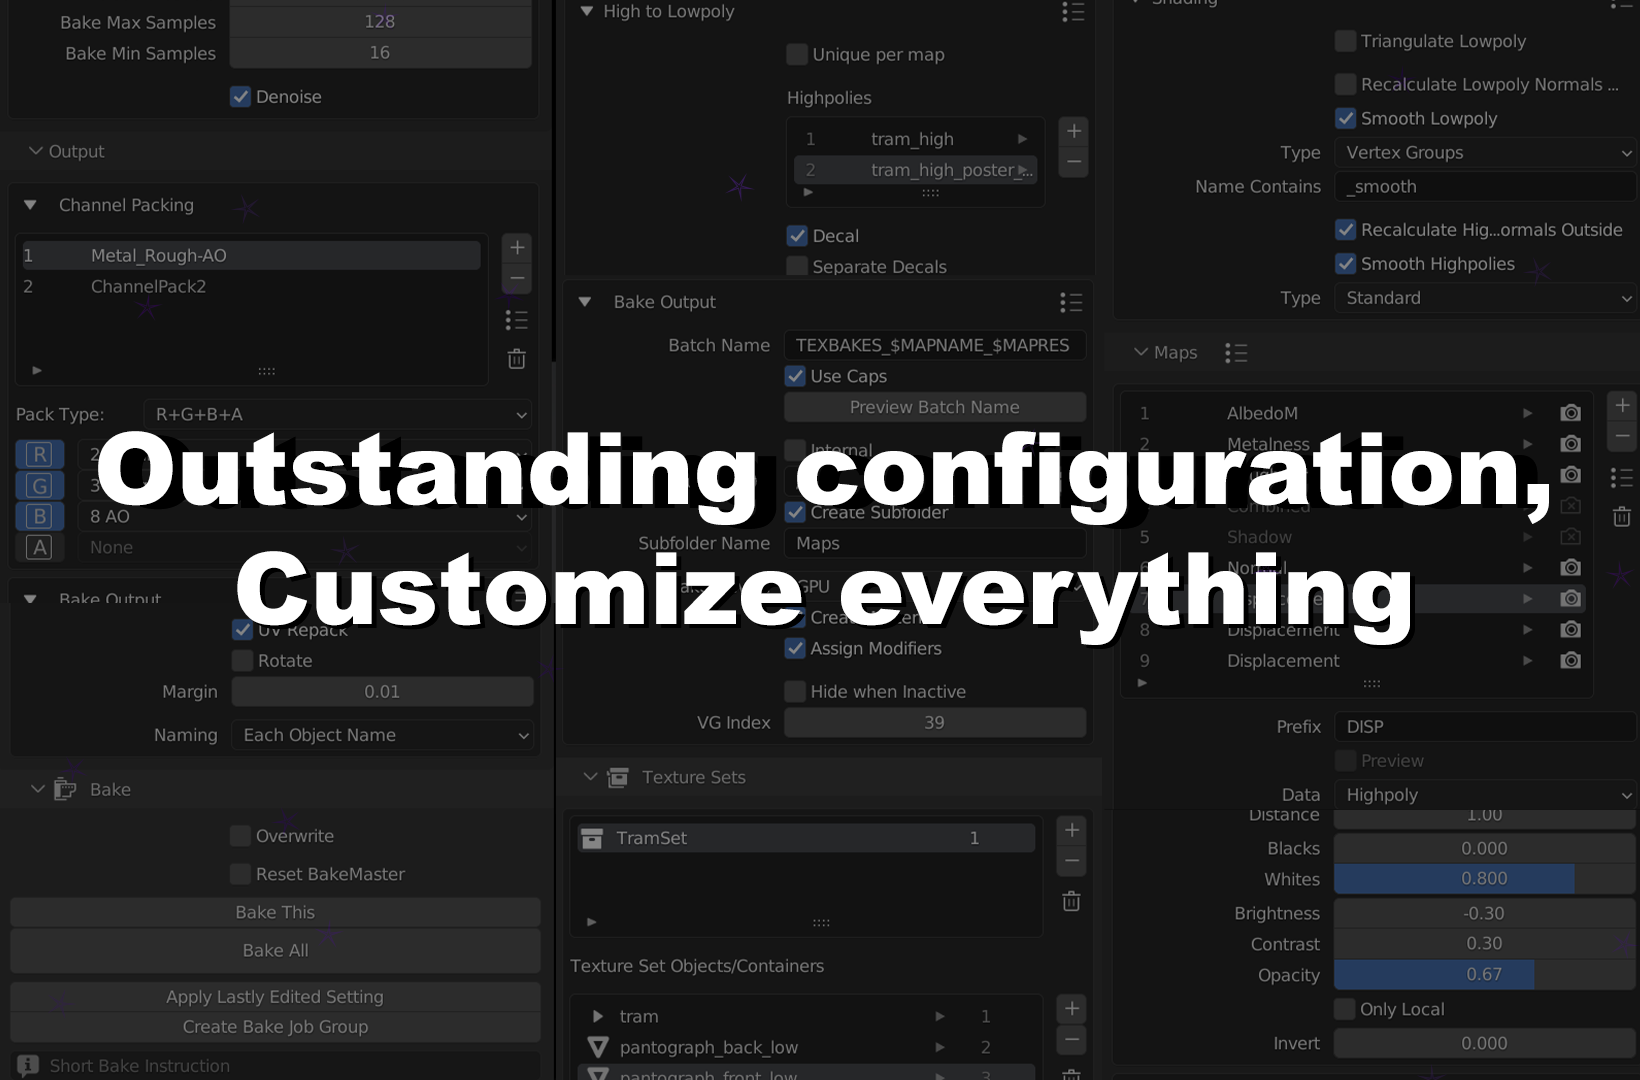 Bake Max Samples 128
Bake Min Samples 16
Denoise
Output
Channel Packing
1 Metal_Rough-AO
2 ChannelPack2
Pack Type: R+G+B+A
R 2
G 3
B 8 AO
A None
Bake Output
UV Repack
Rotate
Margin 0.01
Naming Each Object Name
Bake
Overwrite
Reset BakeMaster
Bake This
Bake All
Apply Lastly Edited Setting
Create Bake Job Group
Short Bake Instruction
High to Lowpoly
Unique per map
Highpolies
1 tram_high
2 tram_high_poster_...
Decal
Separate Decals
Bake Output
Batch Name TEXBAKES_$MAPNAME_$MAPRES
Use Caps
Preview Batch Name
Internal
Create Subfolder
Subfolder Name Maps
GPU
Assign Modifiers
Hide when Inactive
VG Index 39
Texture Sets
TramSet 1
Texture Set Objects/Containers
tram 1
pantograph_back_low 2
pantograph_front_low 3
Shading
Triangulate Lowpoly
Recalculate Lowpoly Normals ...
Smooth Lowpoly
Type Vertex Groups
Name Contains _smooth
Recalculate Hig...ormals Outside
Smooth Highpolies
Type Standard
Maps
1 AlbedoM
2 Metalness
Combined
5 Shadow
Normal
7
8 Displacement
9 Displacement
Prefix DISP
Preview
Data Highpoly
Distance 1.00
Blacks 0.000
Whites 0.800
Brightness -0.30
Contrast 0.30
Opacity 0.67
Only Local
Invert 0.000
Outstanding configuration,
Customize everything